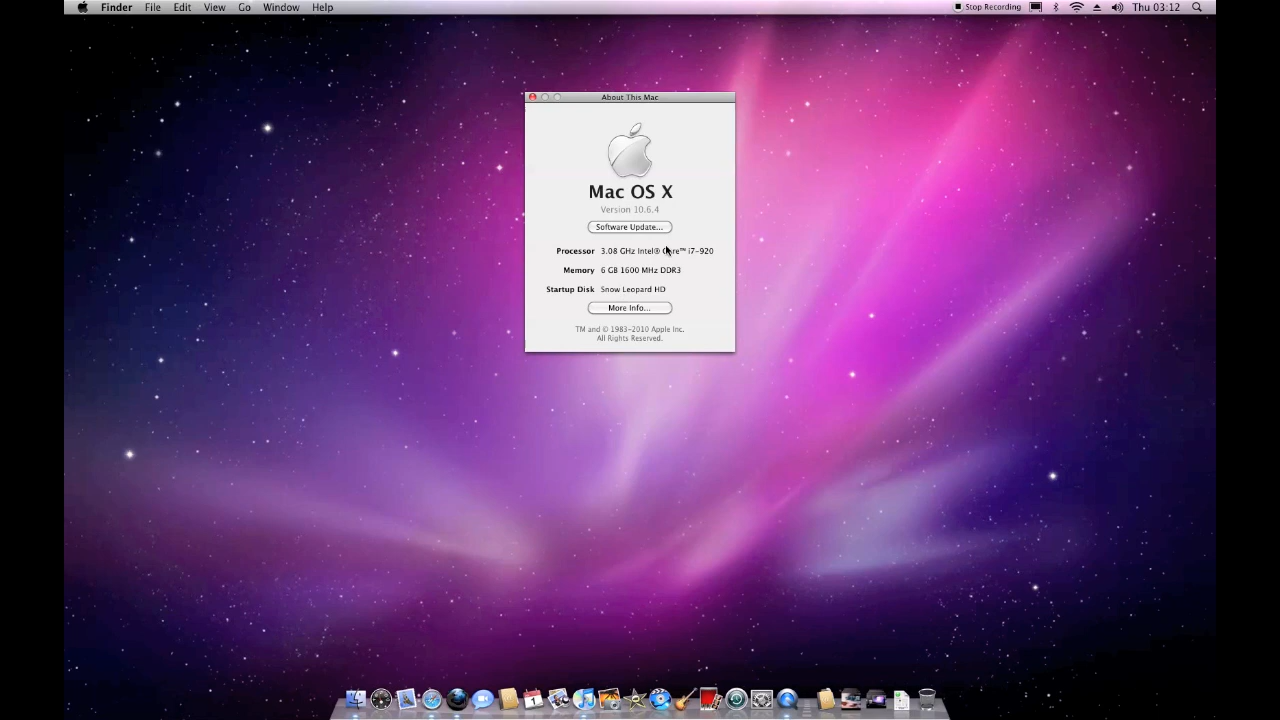 Finder File Edit View Go Window Help Stop Recording Thu 03:12
About This Mac
Mac OS X
Version 10.6.4
Software Update...
Processor 3.08 GHz Intel® Core™ i7-920
Memory 6 GB 1600 MHz DDR3
Startup Disk Snow Leopard HD
More Info...
TM and © 1983-2010 Apple Inc.
All Rights Reserved.